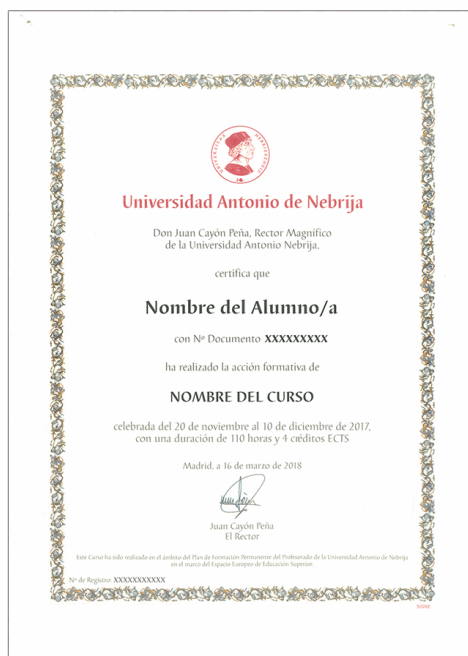 UNIVERSITAS NEBRISSENSIS
Universidad Antonio de Nebrija
Don Juan Cayón Peña, Rector Magnífico
de la Universidad Antonio Nebrija,
certifica que
Nombre del Alumno/a
con Nº Documento XXXXXXXXX
ha realizado la acción formativa de
NOMBRE DEL CURSO
celebrada del 20 de noviembre al 10 de diciembre de 2017,
con una duración de 110 horas y 4 créditos ECTS
Madrid, a 16 de marzo de 2018
Juan Cayón Peña
El Rector
Este Curso ha sido realizado en el ámbito del Plan de Formación Permanente del Profesorado de la Universidad Antonio de Nebrija
en el marco del Espacio Europeo de Educación Superior.
Nº de Registro: XXXXXXXXXXX